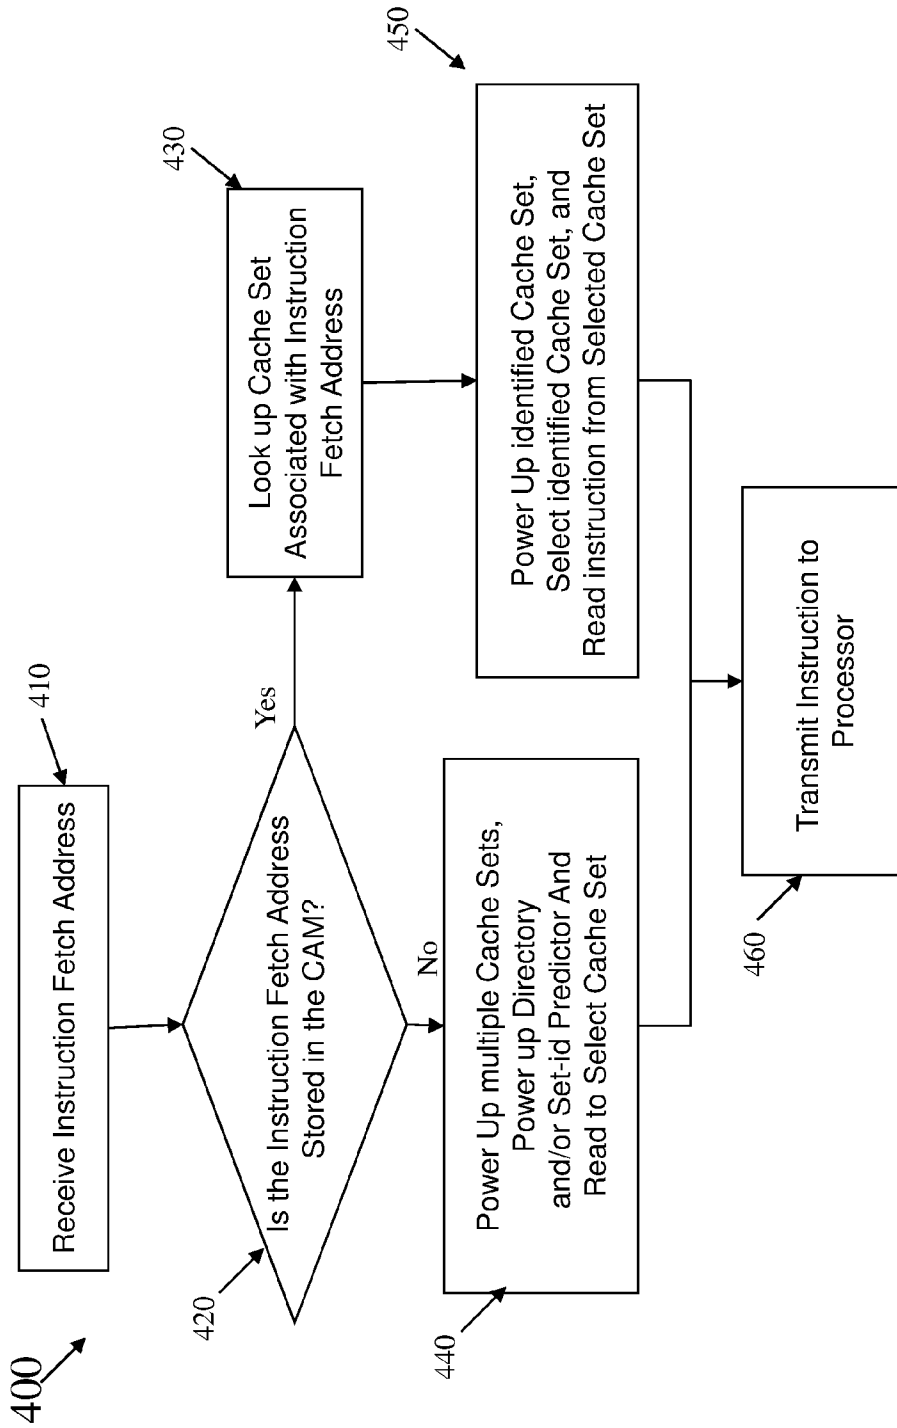 400
410
Receive Instruction Fetch Address
420
Is the Instruction Fetch Address
Stored in the CAM?
Yes
No
430
Look up Cache Set
Associated with Instruction
Fetch Address
440
Power Up multiple Cache Sets,
Power up Directory
and/or Set-id Predictor And
Read to Select Cache Set
450
Power Up identified Cache Set,
Select identified Cache Set, and
Read instruction from Selected Cache Set
460
Transmit Instruction to
Processor